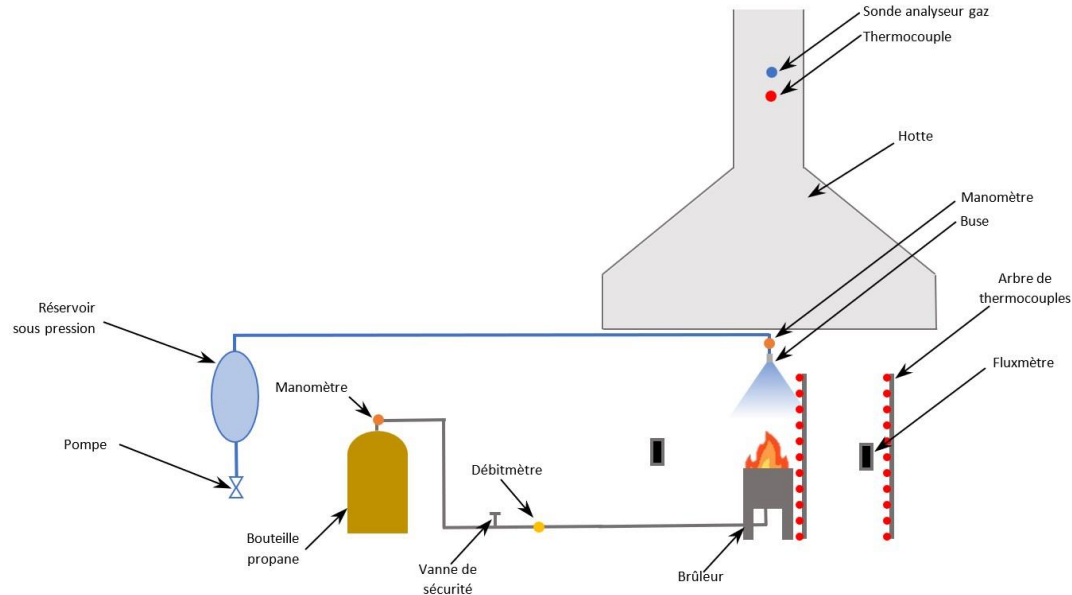 Sonde analyseur gaz
Thermocouple
Hotte
Manomètre
Buse
Arbre de
thermocouples
Réservoir
sous pression
Fluxmètre
Manomètre
Pompe
Débitmètre
Bouteille
propane
Vanne de
sécurité
Brûleur